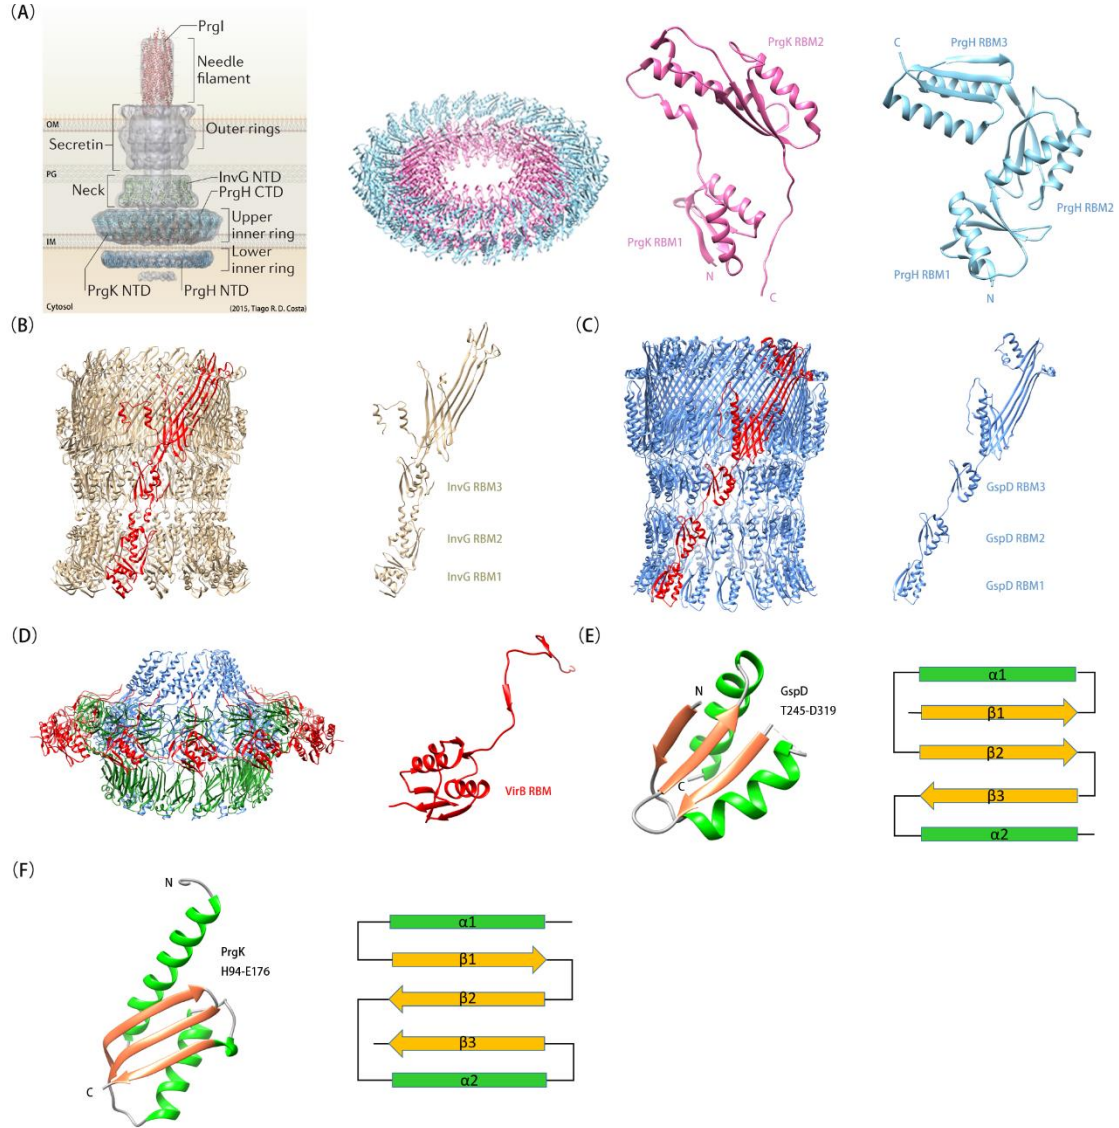 (A)
PrgI
Needle
filament
OM
Outer rings
Secretin
PG
InvG NTD
Neck
PrgH CTD
Upper
inner ring
IM
Lower
inner ring
PrgK NTD
PrgH NTD
Cytosol
(2015, Tiago R. D. Costa)
PrgK RBM2
PrgK RBM1
N
C
PrgH RBM3
C
PrgH RBM2
PrgH RBM1
N
(B)
InvG RBM3
InvG RBM2
InvG RBM1
(C)
GspD RBM3
GspD RBM2
GspD RBM1
(D)
VirB RBM
(E)
N
GspD
T245-D319
C
α1
β1
β2
β3
α2
(F)
N
PrgK
H94-E176
C
α1
β1
β2
β3
α2